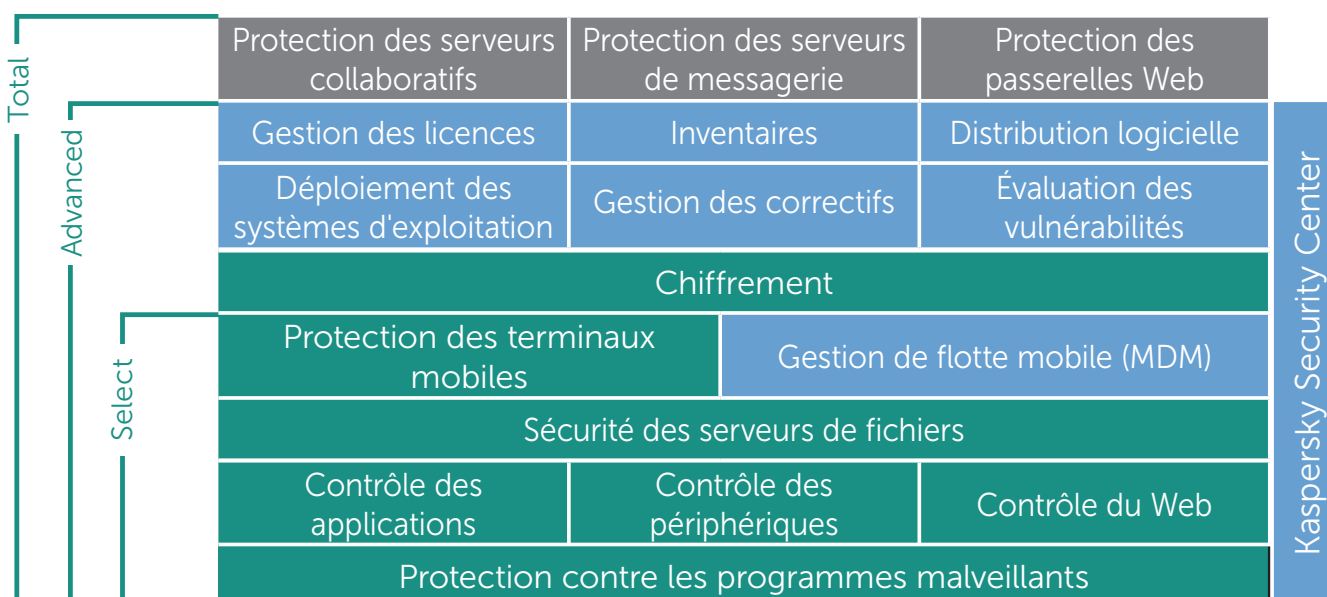 Total
Advanced
Select
Protection des serveurs
collaboratifs
Protection des serveurs
de messagerie
Protection des
passerelles Web
Gestion des licences
Inventaires
Distribution logicielle
Déploiement des
systèmes d'exploitation
Gestion des correctifs
Évaluation des
vulnérabilités
Chiffrement
Protection des terminaux
mobiles
Gestion de flotte mobile (MDM)
Sécurité des serveurs de fichiers
Contrôle des
applications
Contrôle des
périphériques
Contrôle du Web
Protection contre les programmes malveillants
Kaspersky Security Center